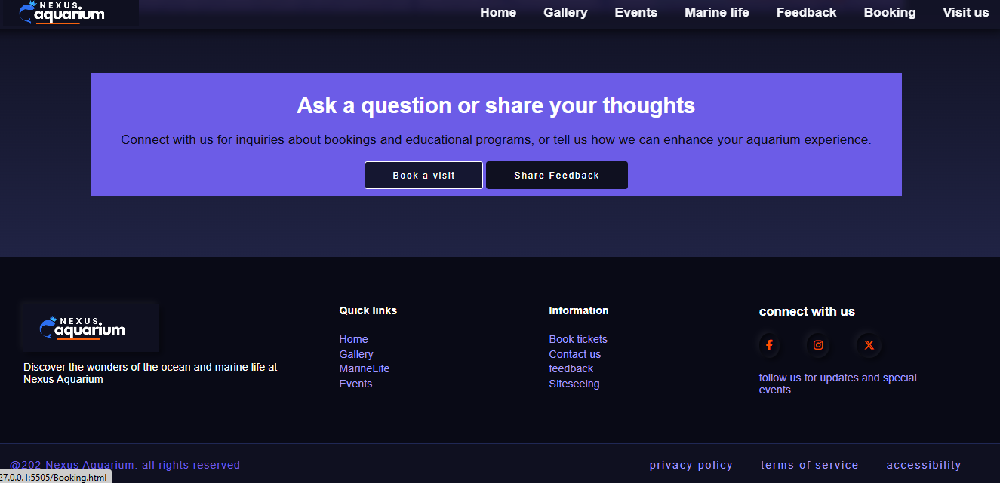 NEXUS.
aquarium
Home Gallery Events Marine life Feedback Booking Visit us
Ask a question or share your thoughts
Connect with us for inquiries about bookings and educational programs, or tell us how we can enhance your aquarium experience.
Book a visit Share Feedback
NEXUS.
aquarium
Discover the wonders of the ocean and marine life at
Nexus Aquarium
Quick links
Home
Gallery
MarineLife
Events
Information
Book tickets
Contact us
feedback
Siteseeing
connect with us
follow us for updates and special
events
@202 Nexus Aquarium. all rights reserved
privacy policy terms of service accessibility
27.0.0.1:5505/Booking.html